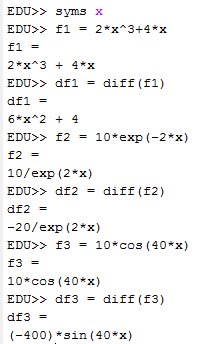 EDU>> syms x
EDU>> f1 = 2*x^3+4*x
f1 =
2*x^3 + 4*x
EDU>> df1 = diff(f1)
df1 =
6*x^2 + 4
EDU>> f2 = 10*exp(-2*x)
f2 =
10/exp(2*x)
EDU>> df2 = diff(f2)
df2 =
-20/exp(2*x)
EDU>> f3 = 10*cos(40*x)
f3 =
10*cos(40*x)
EDU>> df3 = diff(f3)
df3 =
(-400)*sin(40*x)